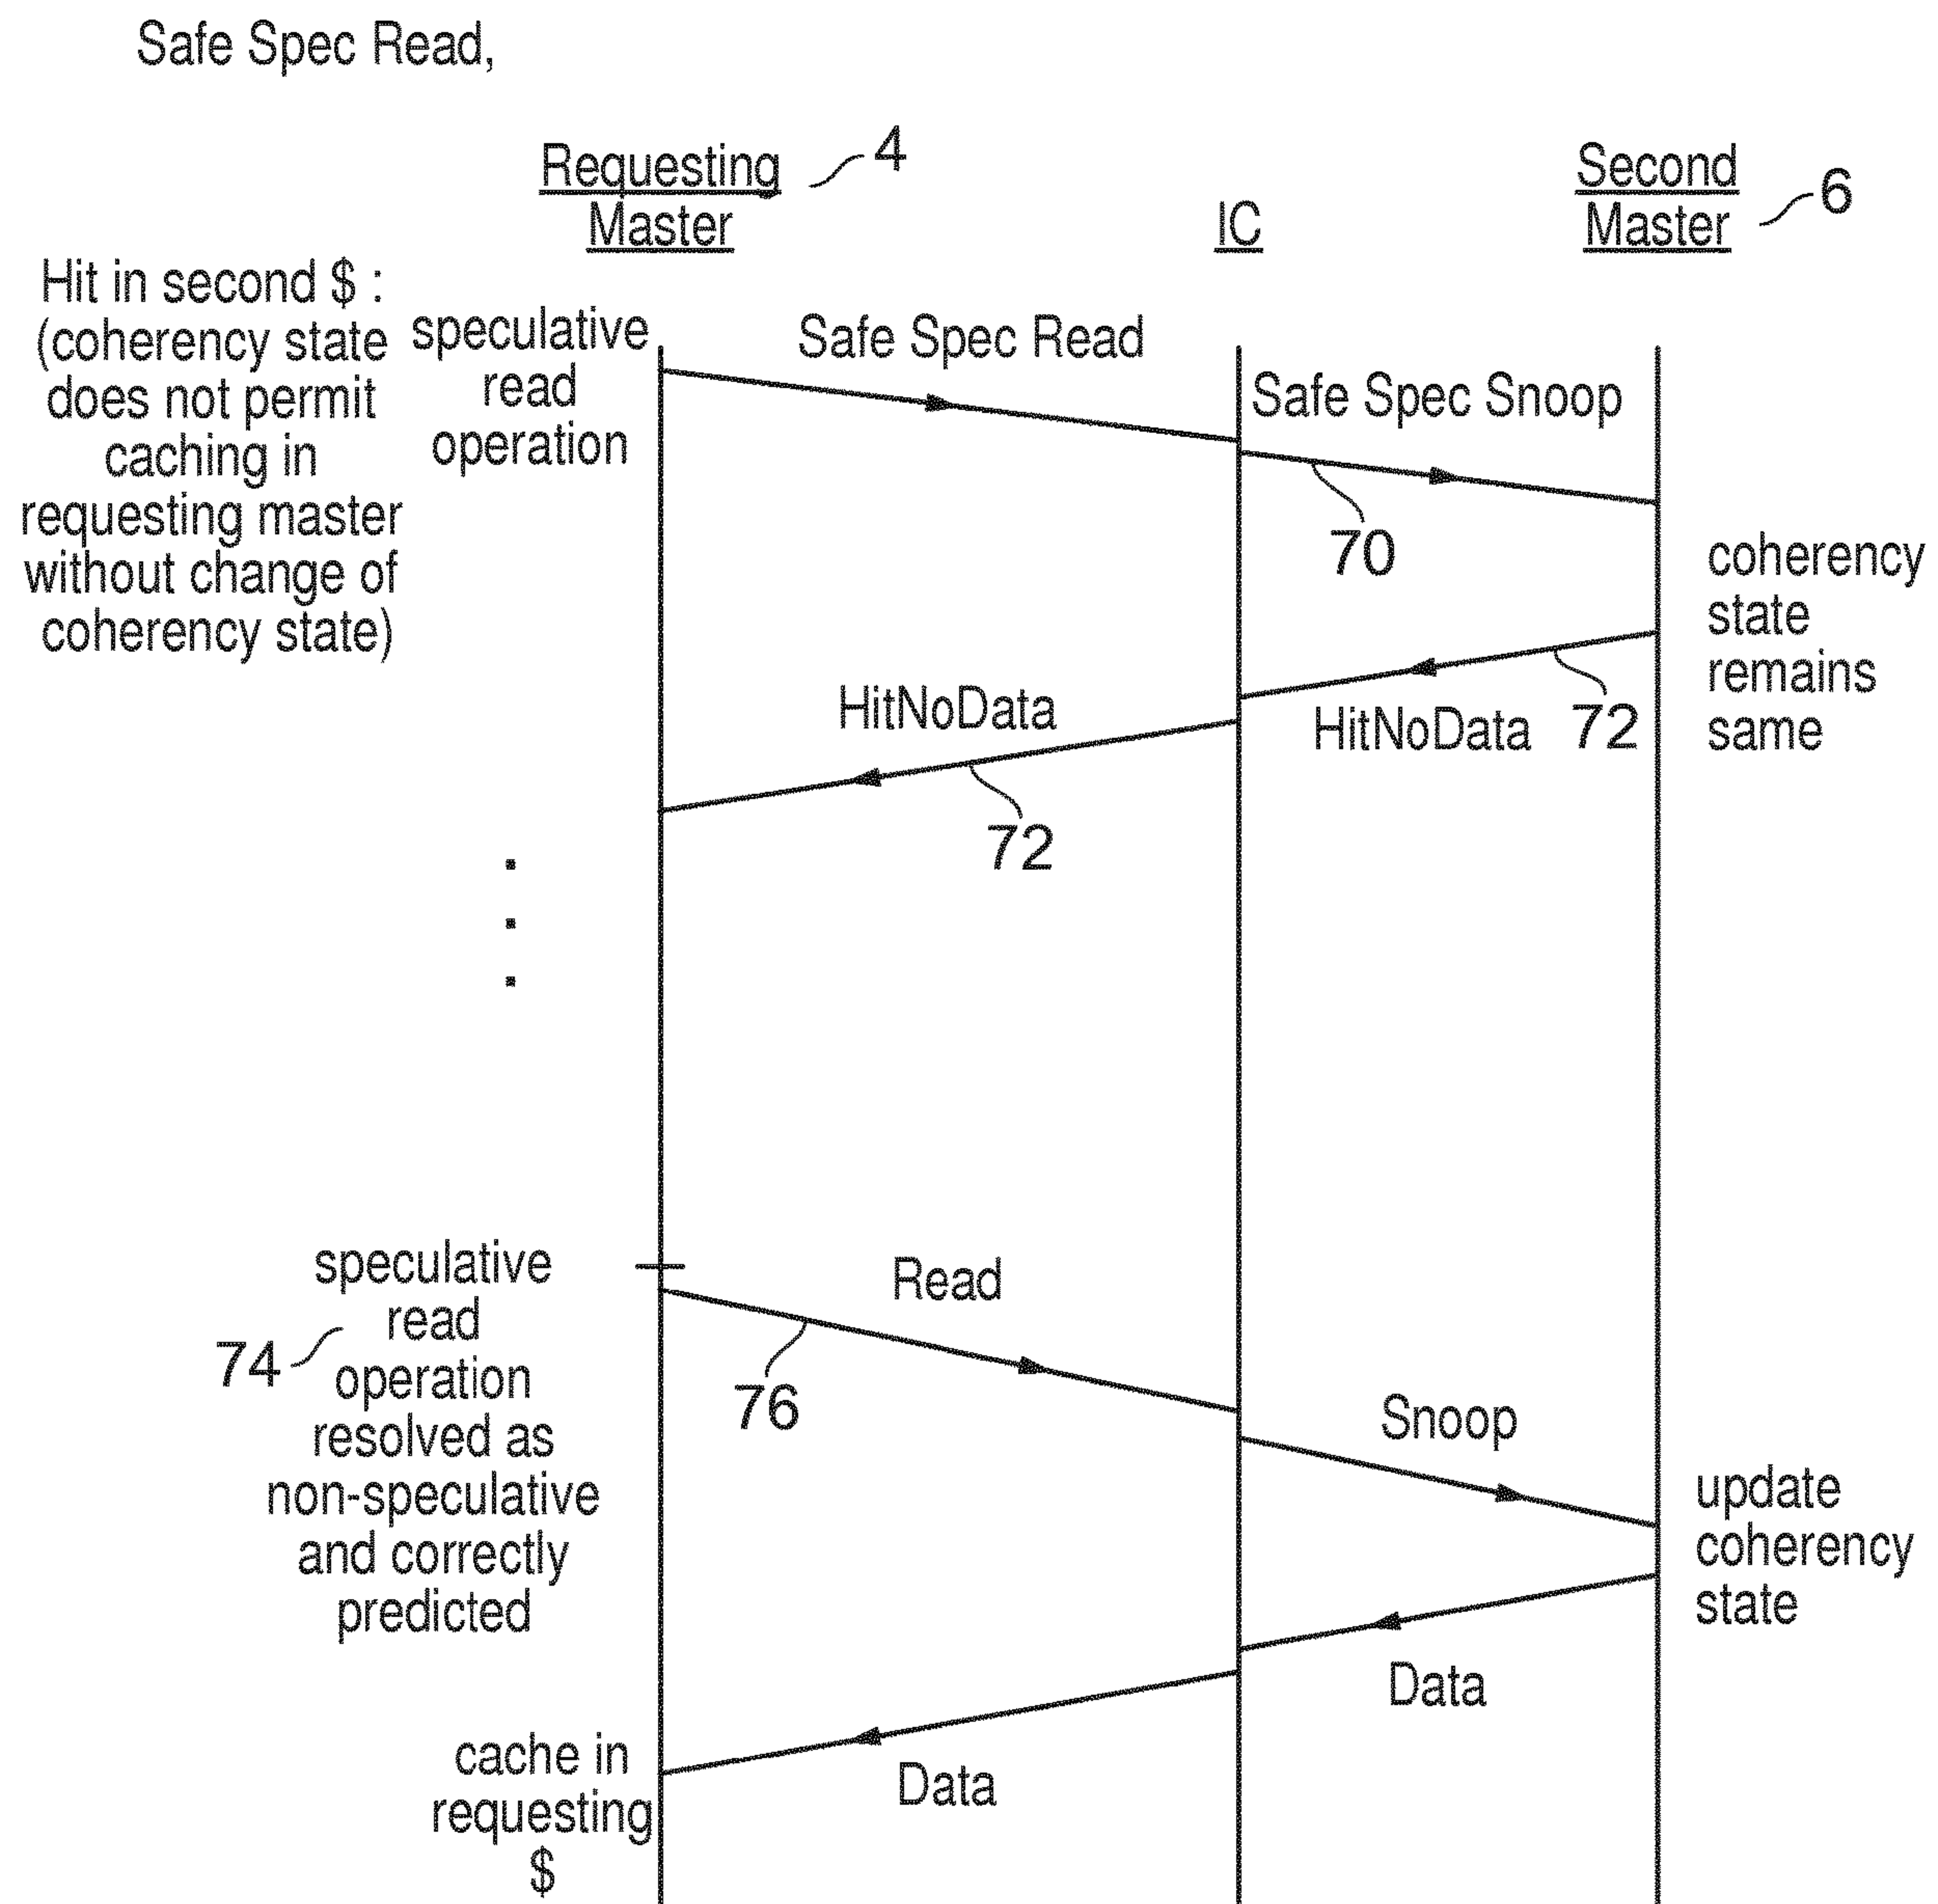 Safe Spec Read,
Requesting
Master
4
IC
Second
Master
6
Hit in second $ :
(coherency state
does not permit
caching in
requesting master
without change of
coherency state)
speculative
read
operation
Safe Spec Read
Safe Spec Snoop
70
coherency
state
remains
same
HitNoData
72
HitNoData
72
speculative
read
operation
resolved as
non-speculative
and correctly
predicted
74
Read
76
Snoop
update
coherency
state
Data
Data
cache in
requesting
$